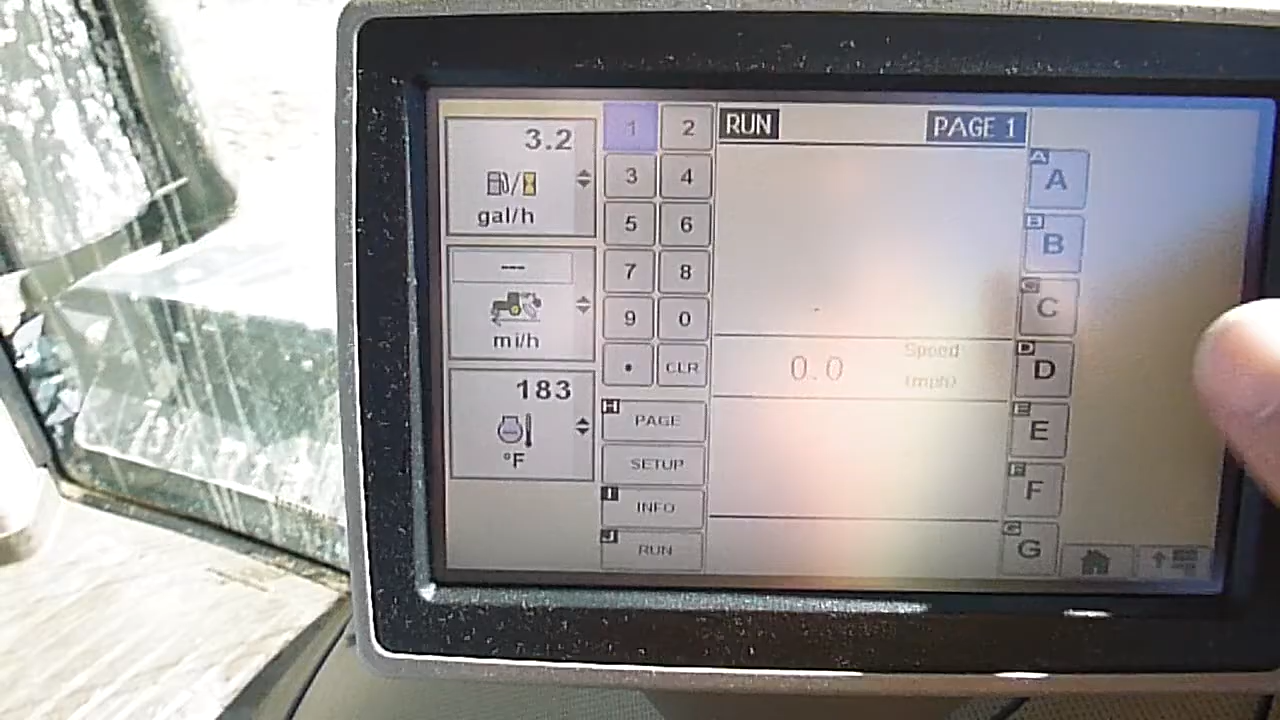 3.2
gal/h
---
mi/h
183
°F
1 2
3 4
5 6
7 8
9 0
• CLR
H PAGE
SETUP
I INFO
J RUN
RUN PAGE 1
0.0 Speed
(mph)
A A
B B
C
D D
E E
F F
G G